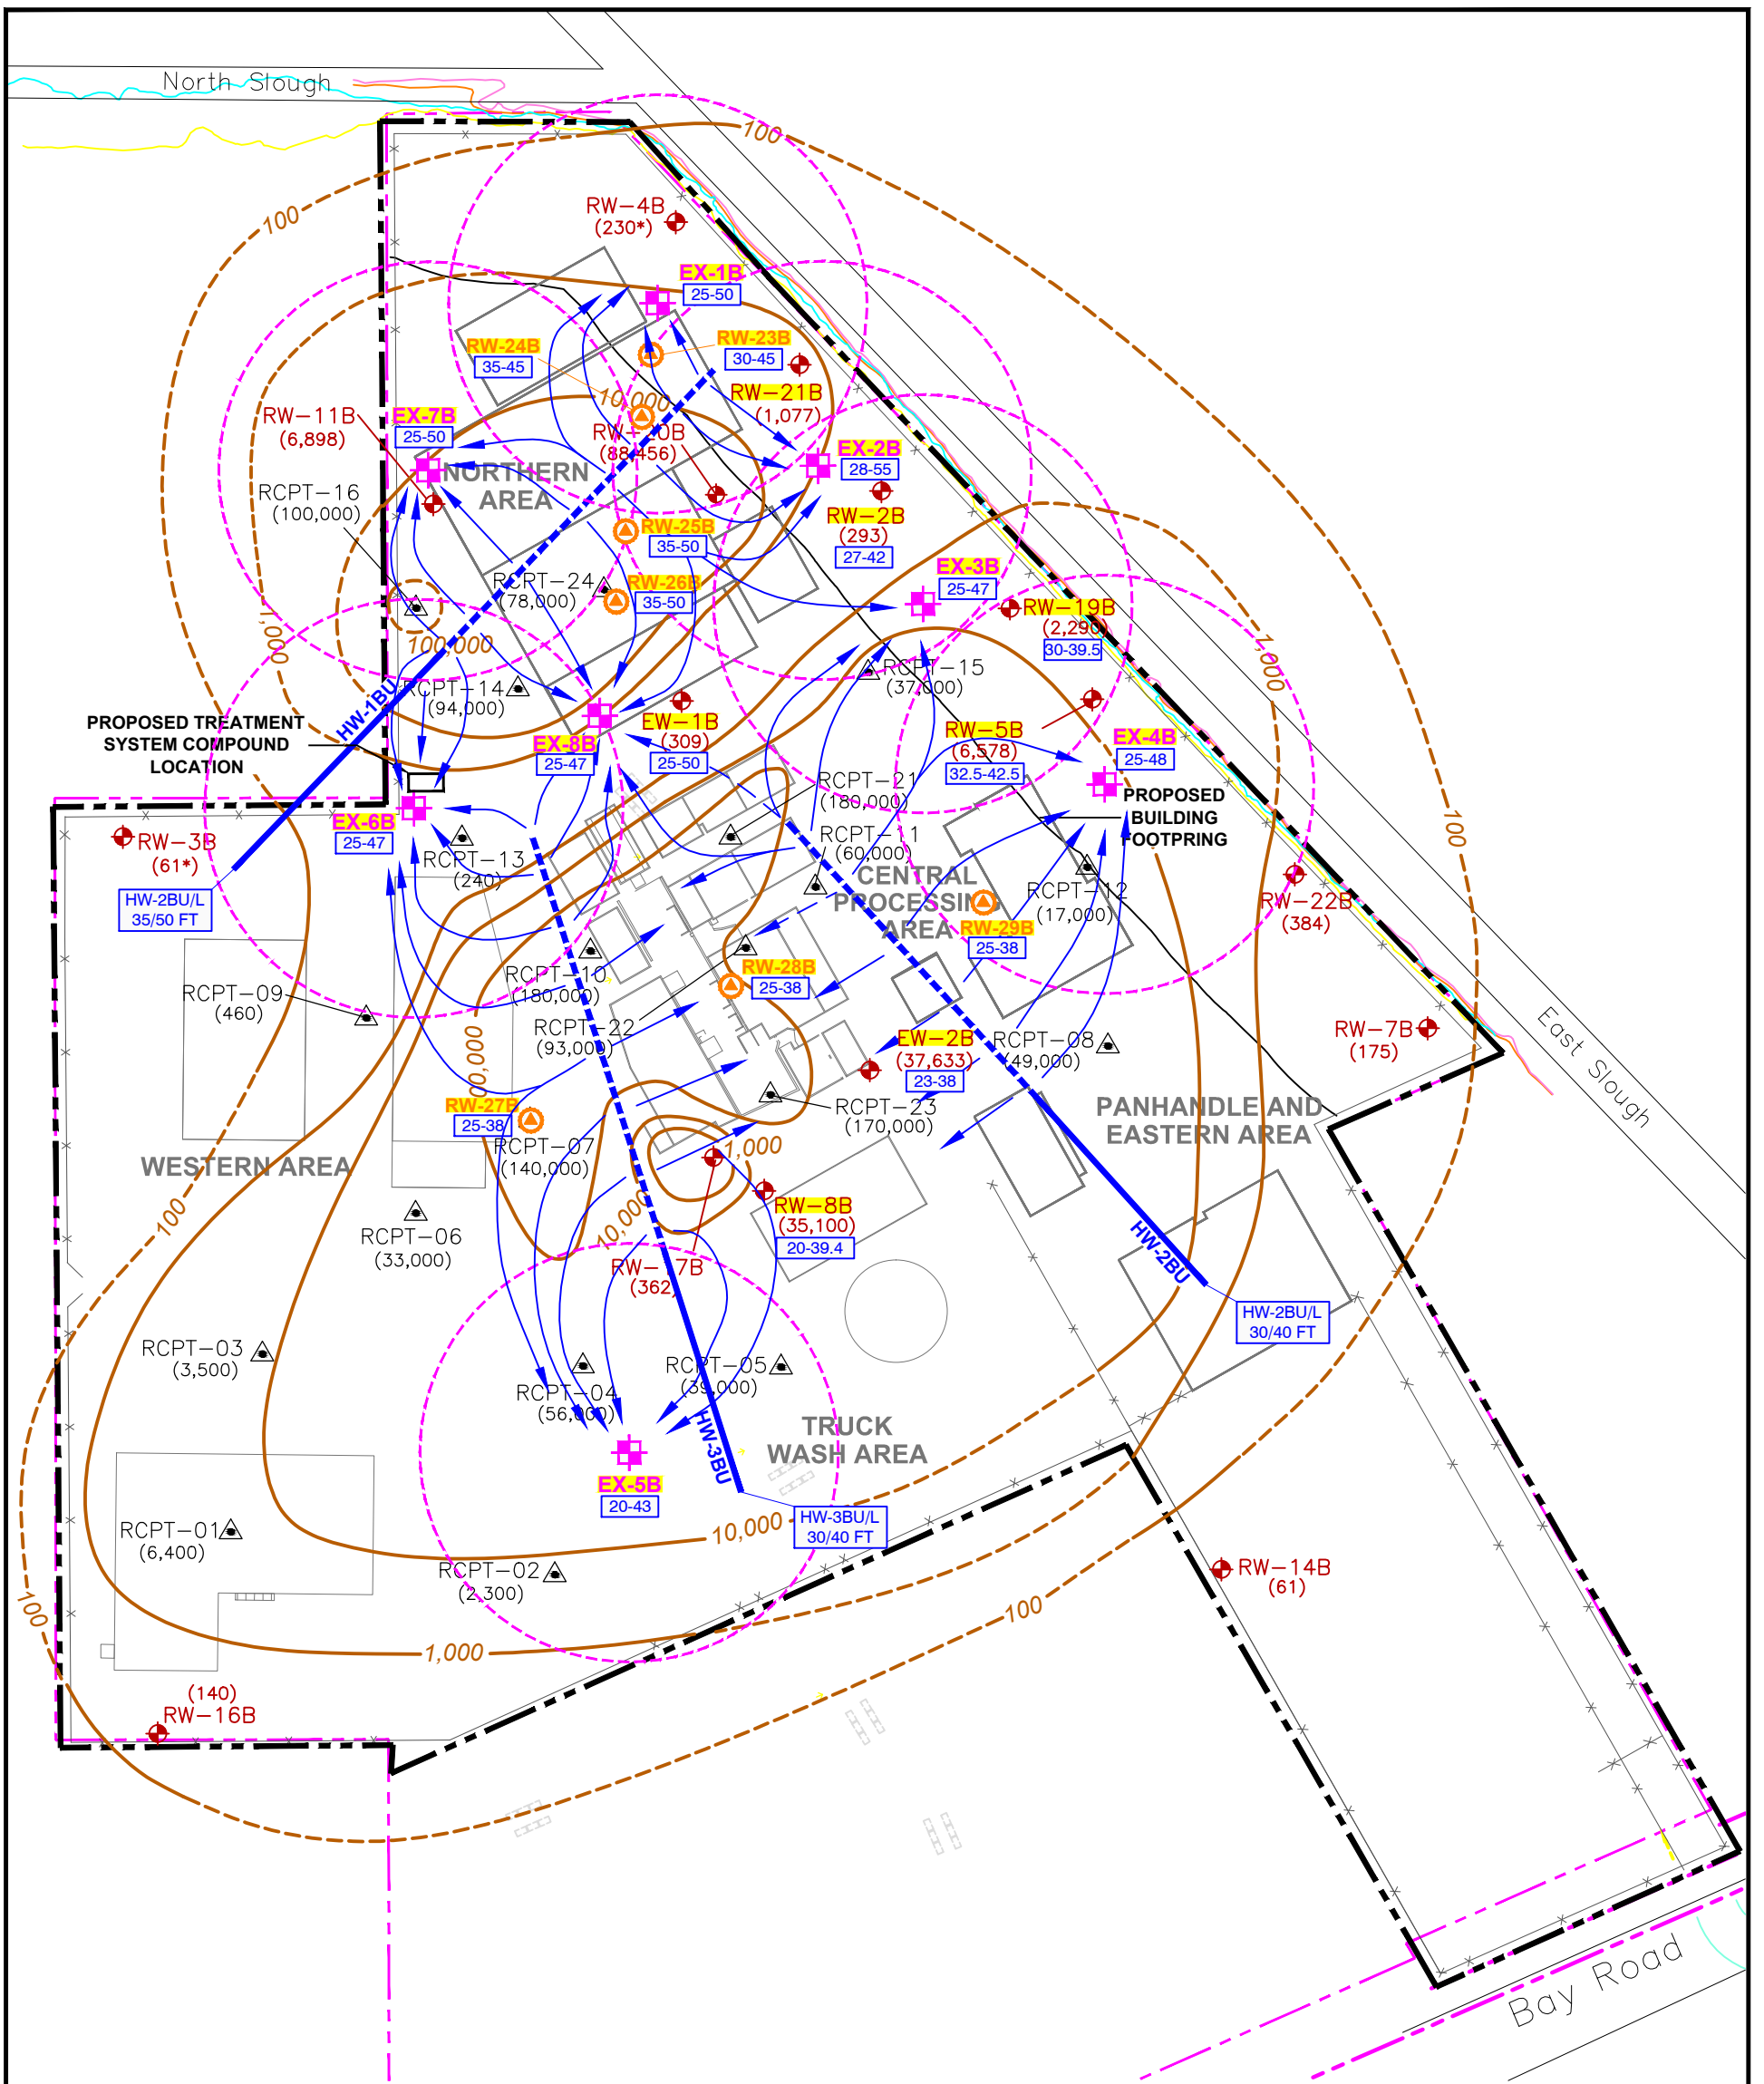 North Slough
100
100
RW-4B
(230*)
EX-1B
25-50
RW-24B
35-45
RW-23B
30-45
RW-21B
(1,077)
10,000
RW-11B
(6,898)
EX-7B
25-50
(88,456)
EX-2B
28-55
NORTHERN
AREA
RCPT-16
(100,000)
RW-2B
(293)
27-42
RW-25B
35-50
RCPT-24
(78,000)
RW-26B
35-50
EX-3B
25-47
RW-19B
(2,290)
30-39.5
100,000
1,000
RCPT-15
(37,000)
RCPT-14
(94,000)
HW-1BU
PROPOSED TREATMENT
SYSTEM COMPOUND
LOCATION
EW-1B
(309)
25-50
EX-8B
25-47
RW-5B
(6,578)
32.5-42.5
EX-4B
25-48
RCPT-21
(180,000)
PROPOSED
BUILDING
FOOTPRING
EX-6B
25-47
RW-3B
(61*)
RCPT-13
(240)
RCPT-11
(60,000)
100
HW-2BU/L
35/50 FT
CENTRAL
PROCESSING
AREA
RCPT-12
(17,000)
RW-22B
(384)
RW-29B
25-38
RCPT-10
(180,000)
RW-28B
25-38
RCPT-09
(460)
RCPT-22
(93,000)
EW-2B
(37,633)
23-38
RCPT-08
(49,000)
RW-7B
(175)
East Slough
RW-27B
25-38
RCPT-23
(170,000)
PANHANDLE AND
EASTERN AREA
RCPT-07
(140,000)
1,000
WESTERN AREA
100
RCPT-06
(33,000)
10,000
RW-8B
(35,100)
20-39.4
(362)
HW-2BU
HW-2BU/L
30/40 FT
RCPT-03
(3,500)
RCPT-04
(56,000)
RCPT-05
(39,000)
HW-3BU
TRUCK
WASH AREA
EX-5B
20-43
HW-3BU/L
30/40 FT
10,000
RCPT-01
(6,400)
RCPT-02
(2,300)
RW-14B
(61)
100
100
1,000
(140)
RW-16B
Bay Road